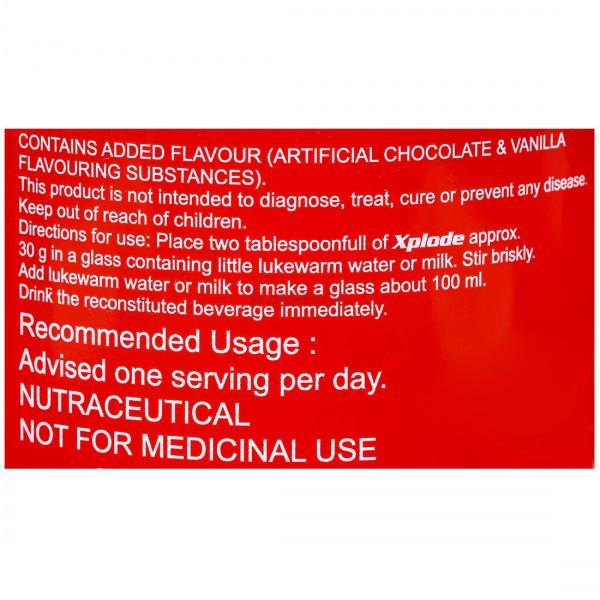 CONTAINS ADDED FLAVOUR (ARTIFICIAL CHOCOLATE & VANILLA
FLAVOURING SUBSTANCES).
This product is not intended to diagnose, treat, cure or prevent any disease.
Keep out of reach of children.
Directions for use: Place two tablespoonfull of Xplode approx.
30 g in a glass containing little lukewarm water or milk. Stir briskly.
Add lukewarm water or milk to make a glass about 100 ml.
Drink the reconstituted beverage immediately.
Recommended Usage :
Advised one serving per day.
NUTRACEUTICAL
NOT FOR MEDICINAL USE